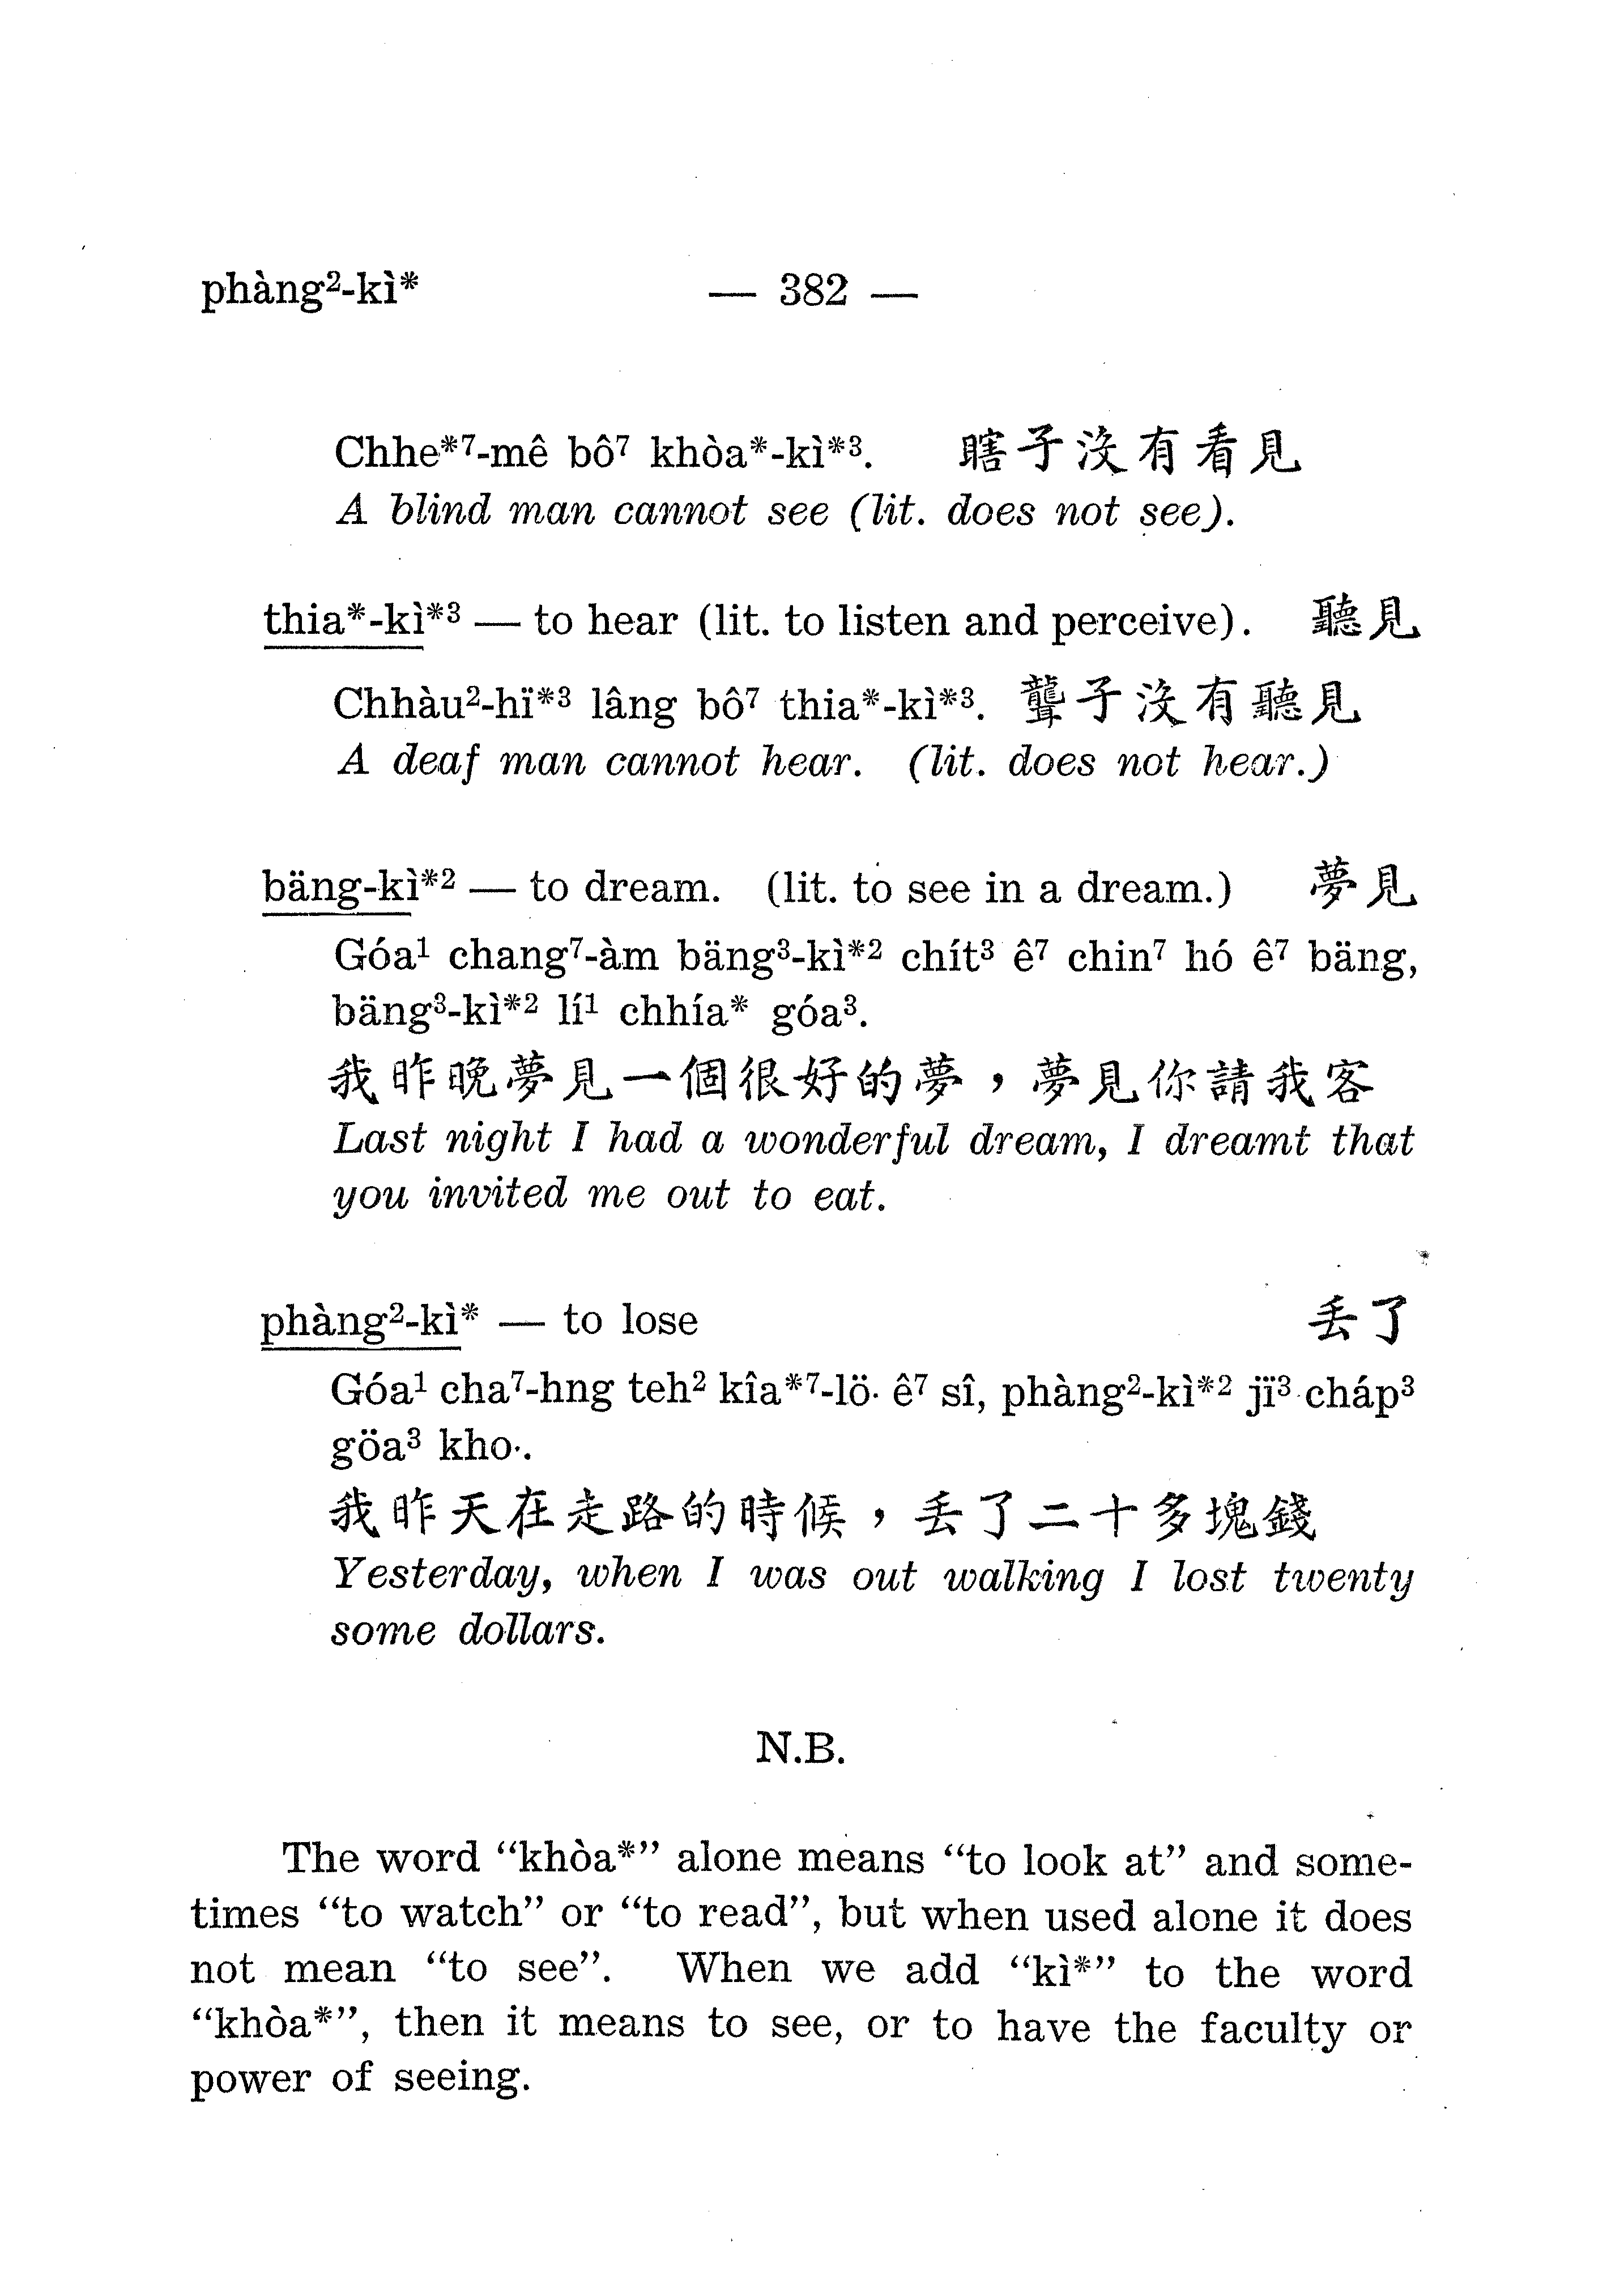 phàng²-kì* — 382 —
Chhe*⁷-mê bô⁷ khòa*-kì*³. 瞎子沒有看見
A blind man cannot see (lit. does not see).
thia*-kì*³ — to hear (lit. to listen and perceive). 聽見
Chhàu²-hï*³ lâng bô⁷ thia*-kì*³. 聾子沒有聽見
A deaf man cannot hear. (lit. does not hear.)
bäng-kì*² — to dream. (lit. to see in a dream.) 夢見
Góa¹ chang⁷-àm bäng³-kì*² chít³ ê⁷ chin⁷ hó ê⁷ bäng,
bäng³-kì*² lí¹ chhía* góa³.
我昨晚夢見一個很好的夢，夢見你請我客
Last night I had a wonderful dream, I dreamt that
you invited me out to eat.
phàng²-kì* — to lose 丢了
Góa¹ cha⁷-hng teh² kîa*⁷-lö· ê⁷ sî, phàng²-kì*² jï³ cháp³
göa³ kho·.
我昨天在走路的時候，丢了二十多塊錢
Yesterday, when I was out walking I lost twenty
some dollars.
N.B.
The word “khòa*” alone means “to look at” and some-
times “to watch” or “to read”, but when used alone it does
not mean “to see”. When we add “kì*” to the word
“khòa*”, then it means to see, or to have the faculty or
power of seeing.